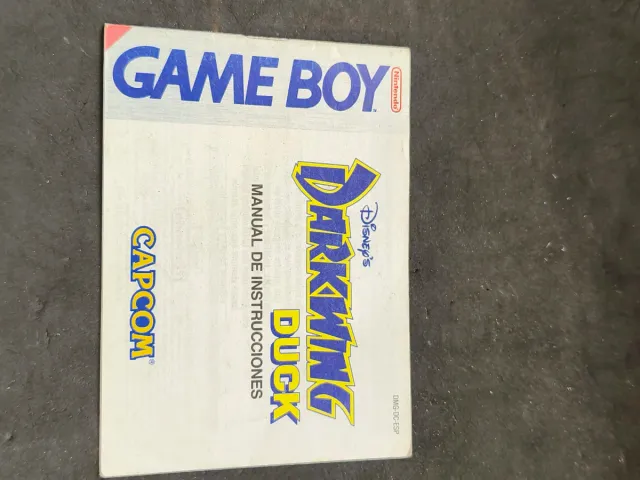 GAME BOY
Nintendo
DISNEY'S
DARKWING
DUCK
MANUAL DE INSTRUCCIONES
CAPCOM®
DMG-DC-ESP